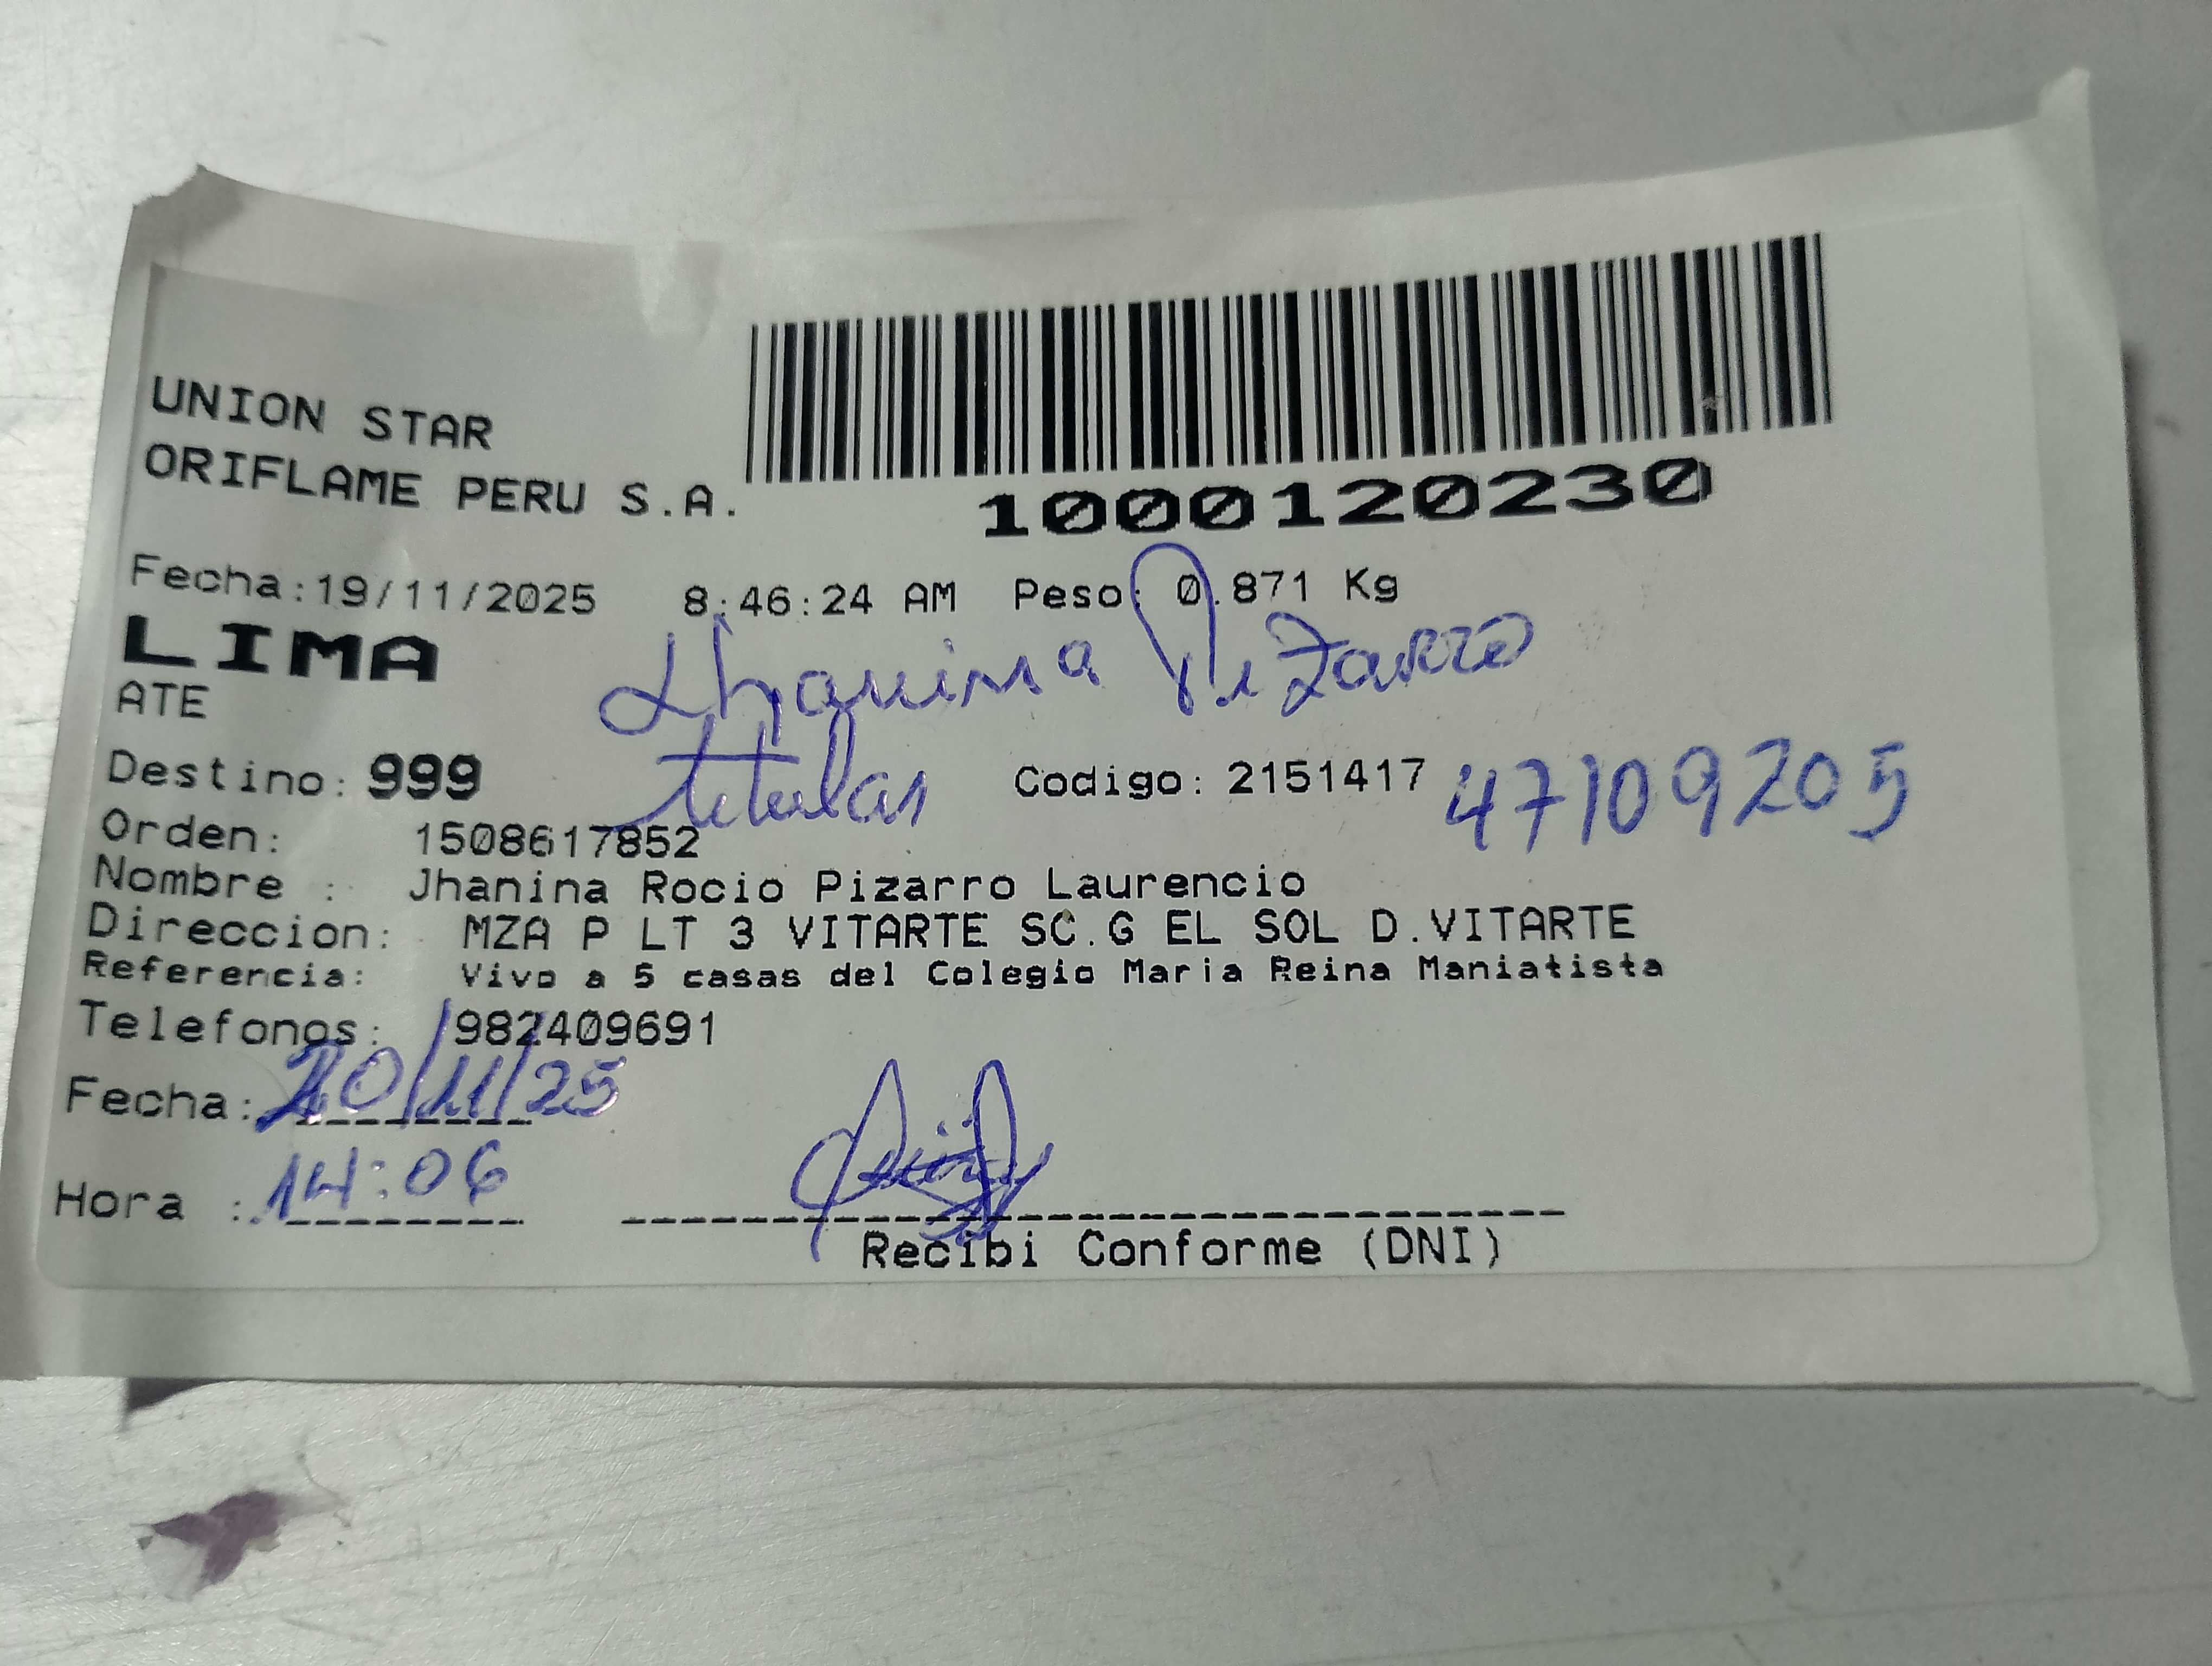 UNION STAR
ORIFLAME PERU S.A.
1000120230
Fecha:19/11/2025 8:46:24 AM Peso: 0.871 Kg
LIMA
Jhanina Pizarro
ATE
titular
Destino: 999 Codigo: 2151417 47109205
Orden: 1508617852
Nombre : Jhanina Rocio Pizarro Laurencio
Direccion: MZA P LT 3 VITARTE SC.G EL SOL D.VITARTE
Referencia: Vivo a 5 casas del Colegio Maria Reina Maniatista
Telefonos: 982409691
Fecha: 20/11/25
Hora : 14:06
Recibi Conforme (DNI)